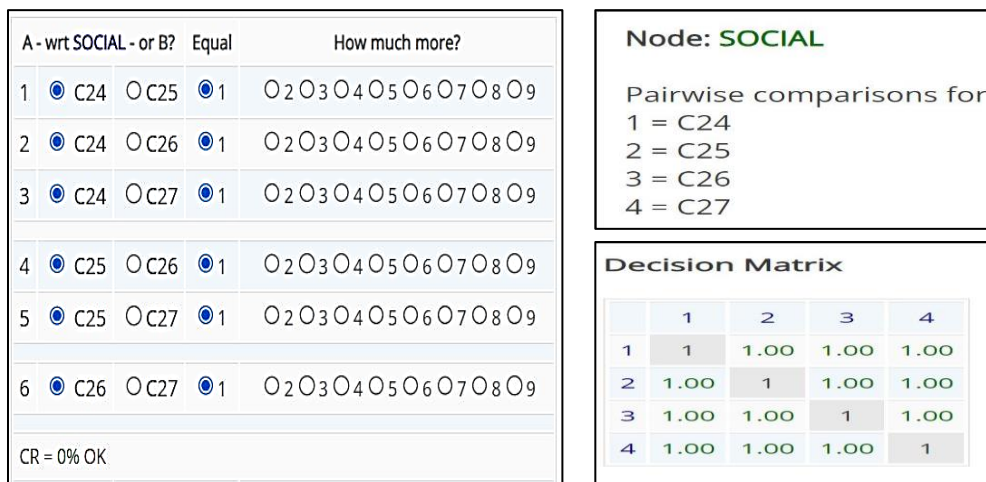 A - wrt SOCIAL - or B? Equal How much more?
1 C24 C25 1 2 3 4 5 6 7 8 9
2 C24 C26 1 2 3 4 5 6 7 8 9
3 C24 C27 1 2 3 4 5 6 7 8 9
4 C25 C26 1 2 3 4 5 6 7 8 9
5 C25 C27 1 2 3 4 5 6 7 8 9
6 C26 C27 1 2 3 4 5 6 7 8 9
CR = 0% OK
Node: SOCIAL
Pairwise comparisons for
1 = C24
2 = C25
3 = C26
4 = C27
Decision Matrix
1 2 3 4
1 1 1.00 1.00 1.00
2 1.00 1 1.00 1.00
3 1.00 1.00 1 1.00
4 1.00 1.00 1.00 1